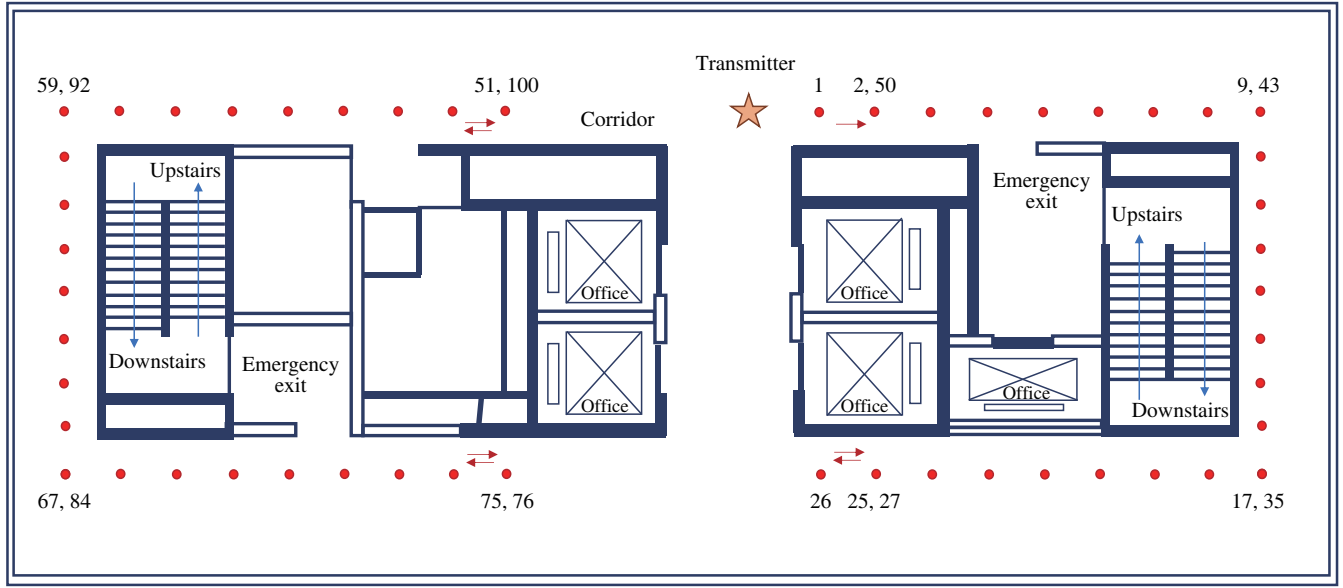 Transmitter
59, 92
51, 100
1
2, 50
9, 43
Corridor
Upstairs
Emergency
exit
Upstairs
Office
Office
Downstairs
Emergency
exit
Office
Office
Office
Downstairs
67, 84
75, 76
26
25, 27
17, 35